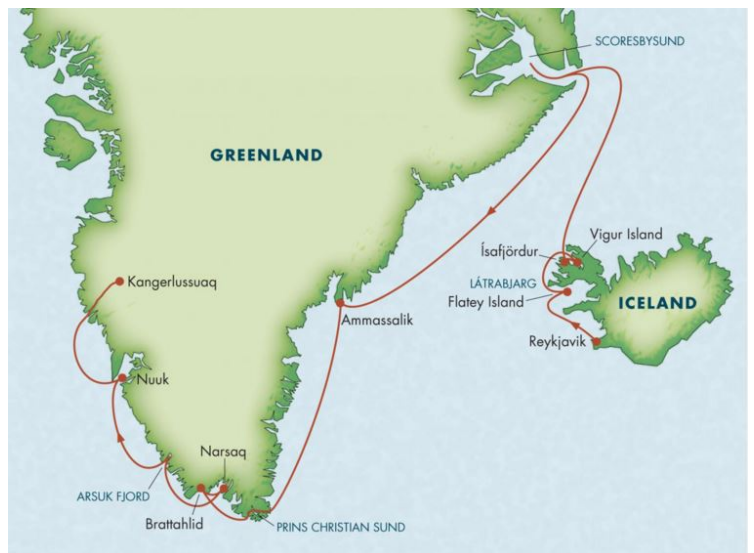 SCORESBYSUND
GREENLAND
Vigur Island
Ísafjördur
Kangerlussuaq
LÁTRABJARG
Flatey Island
ICELAND
Ammassalik
Reykjavik
Nuuk
Narsaq
ARSUK FJORD
Brattahlid
PRINS CHRISTIAN SUND